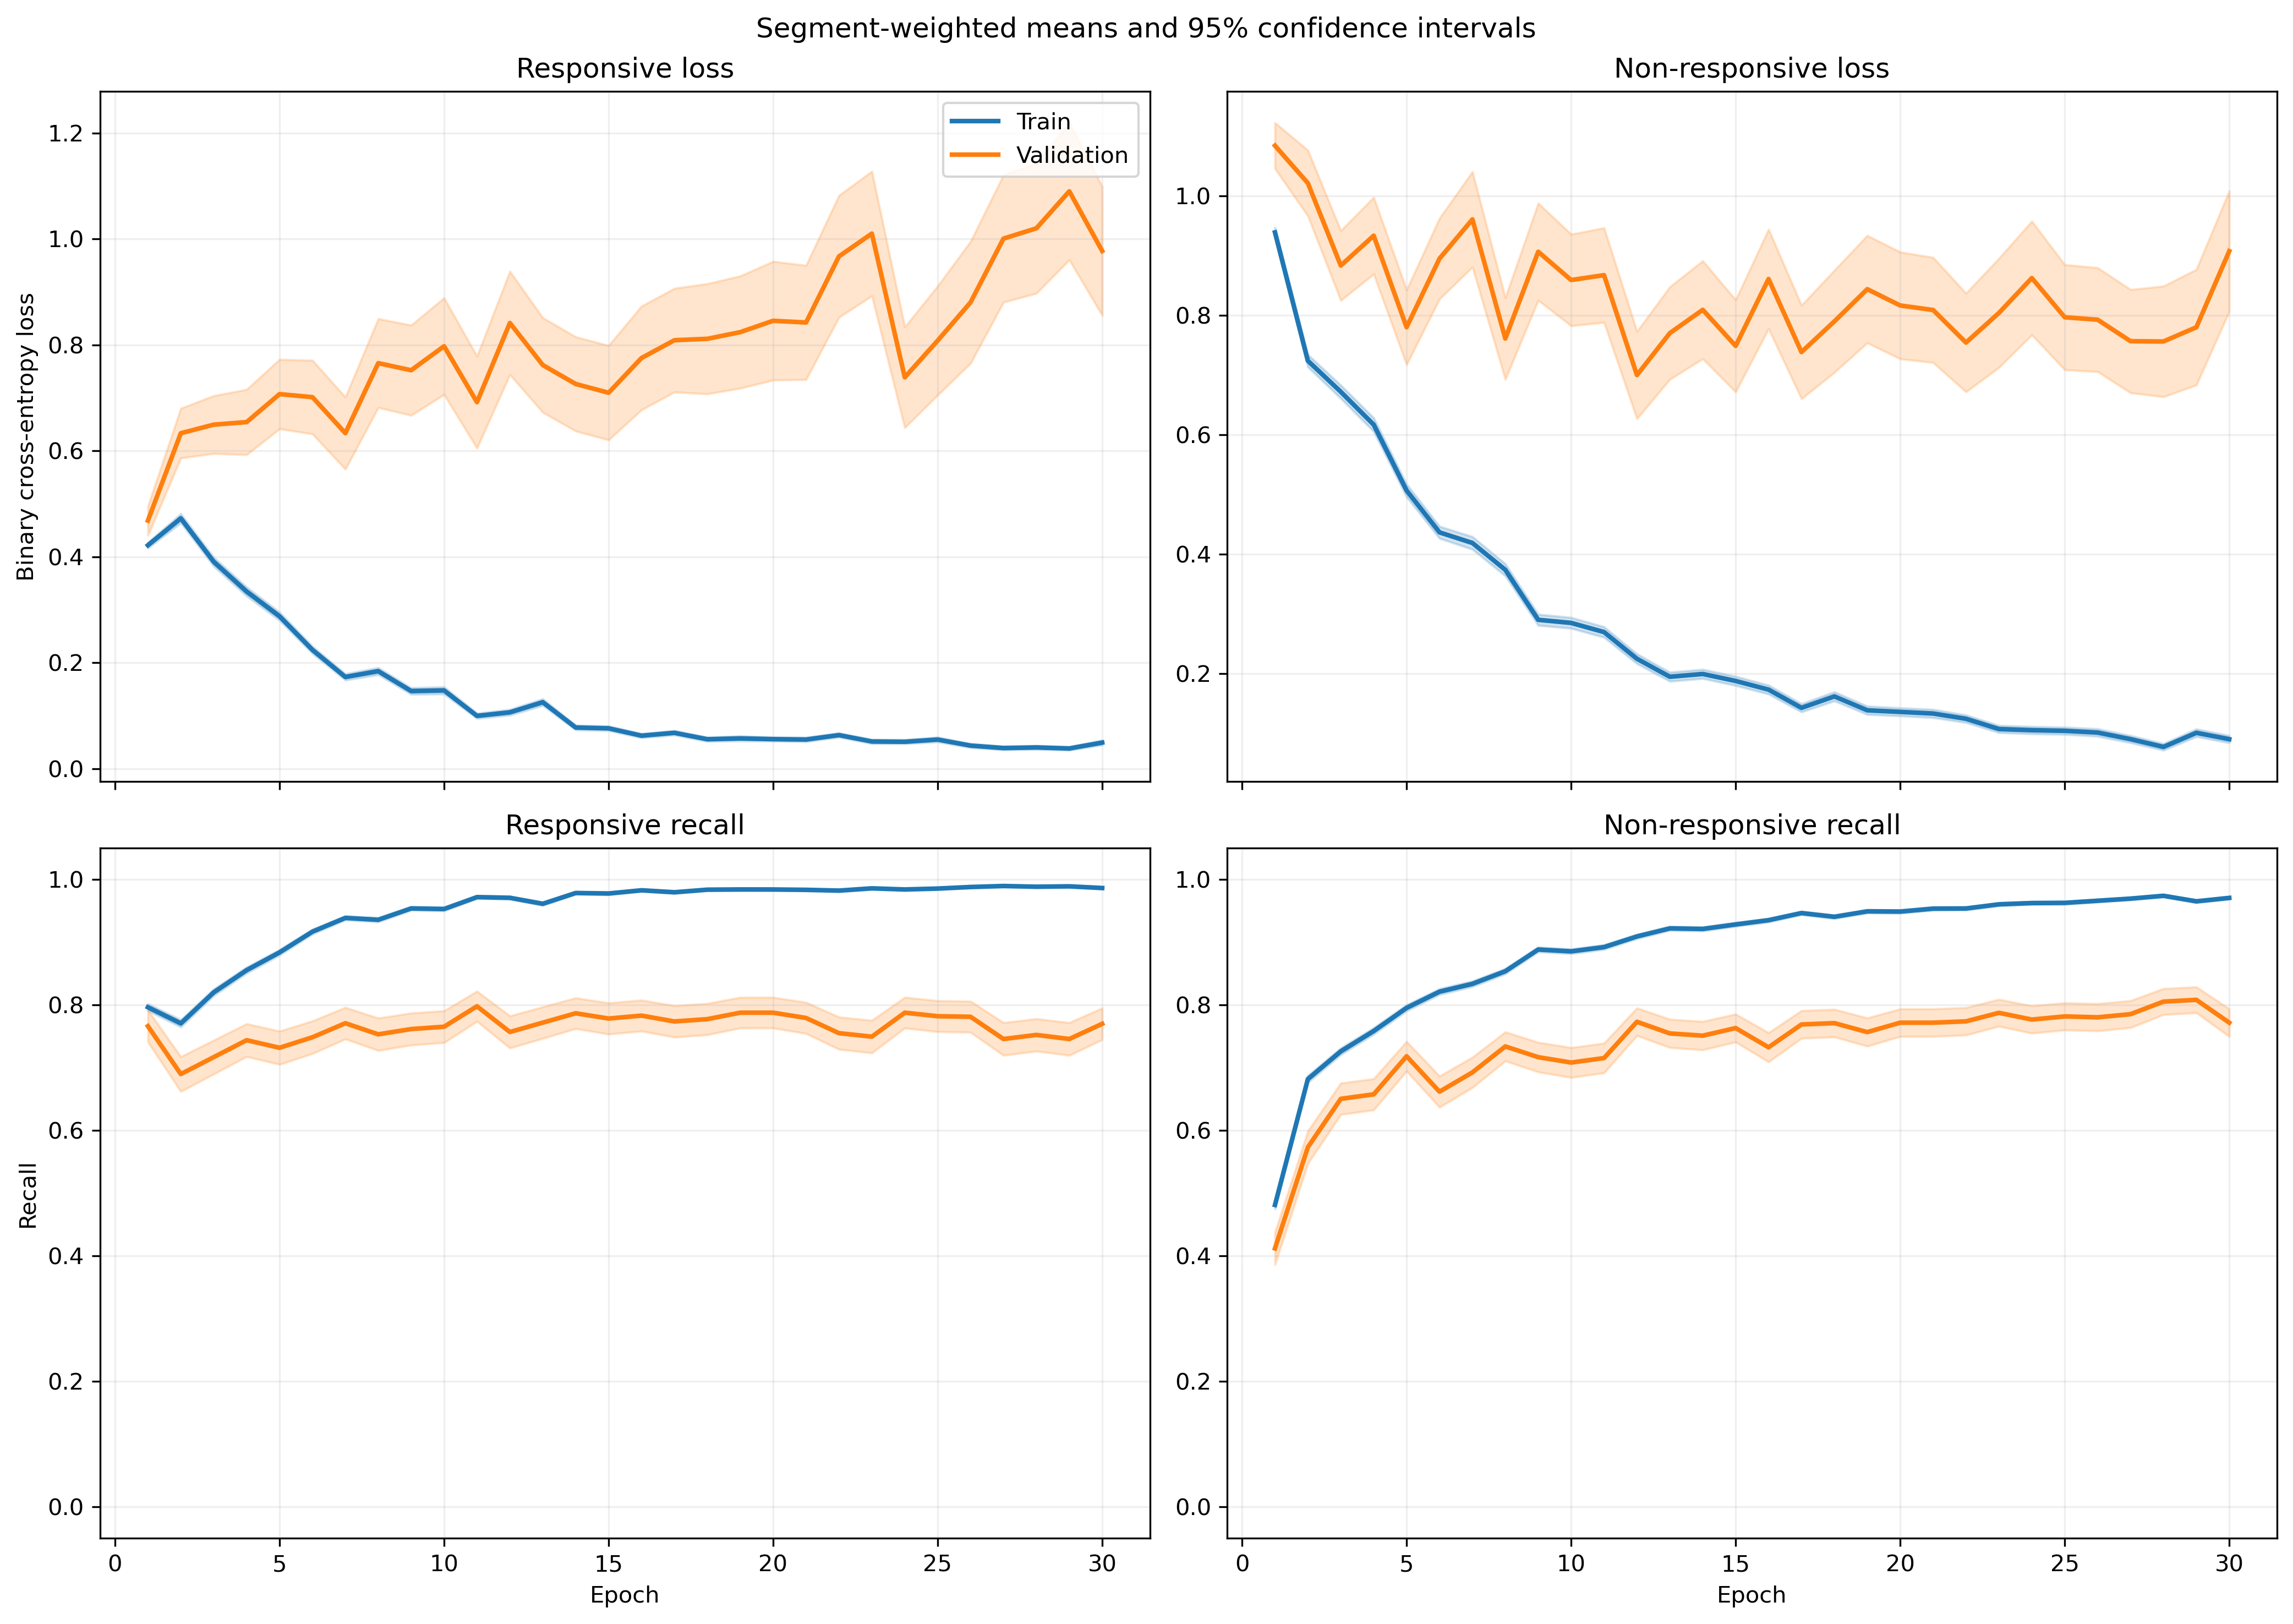 Segment-weighted means and 95% confidence intervals
Responsive loss
Non-responsive loss
Binary cross-entropy loss
1.2
1.0
0.8
0.6
0.4
0.2
0.0
Train
Validation
1.0
0.8
0.6
0.4
0.2
Responsive recall
Non-responsive recall
Recall
1.0
0.8
0.6
0.4
0.2
0.0
0 5 10 15 20 25 30
Epoch
1.0
0.8
0.6
0.4
0.2
0.0
0 5 10 15 20 25 30
Epoch